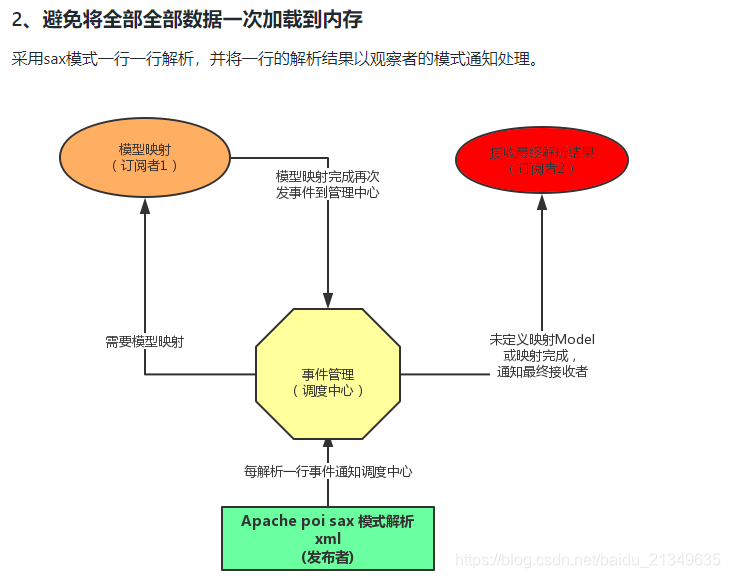 2、避免将全部全部数据一次加载到内存
采用sax模式一行一行解析，并将一行的解析结果以观察者的模式通知处理。
模型映射
（订阅者1）
模型映射完成再次
发事件到管理中心
接收最终解析结果
（订阅者2）
需要模型映射
事件管理
（调度中心）
未定义映射Model
或映射完成，
通知最终接收者
每解析一行事件通知调度中心
Apache poi sax 模式解析
xml
(发布者)
https://blog.csdn.net/baidu_21349635